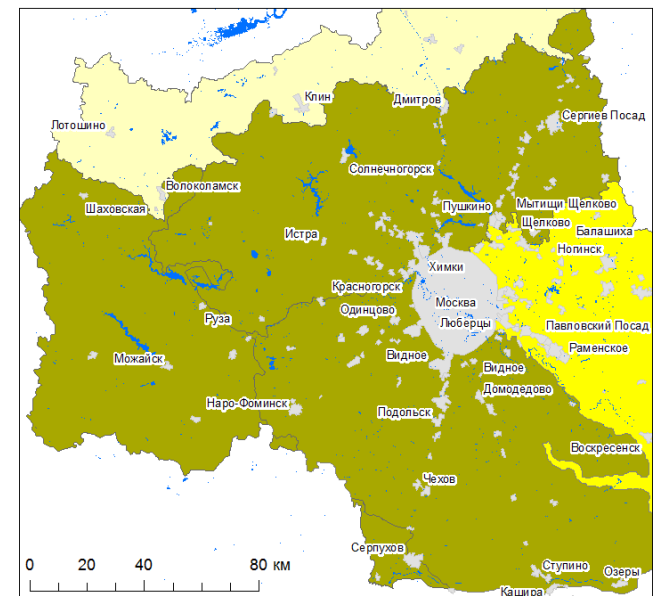 Клин
Дмитров
Сергиев Посад
Лотошино
Солнечногорск
Волоколамск
Шаховская
Пушкино
Мытищи
Щелково
Щелково
Балашиха
Истра
Ногинск
Химки
Красногорск
Москва
Одинцово
Руза
Люберцы
Павловский Посад
Раменское
Видное
Можайск
Видное
Домодедово
Наро-Фоминск
Подольск
Воскресенск
Чехов
Серпухов
0 20 40 80 км
Ступино
Озеры
Кашира